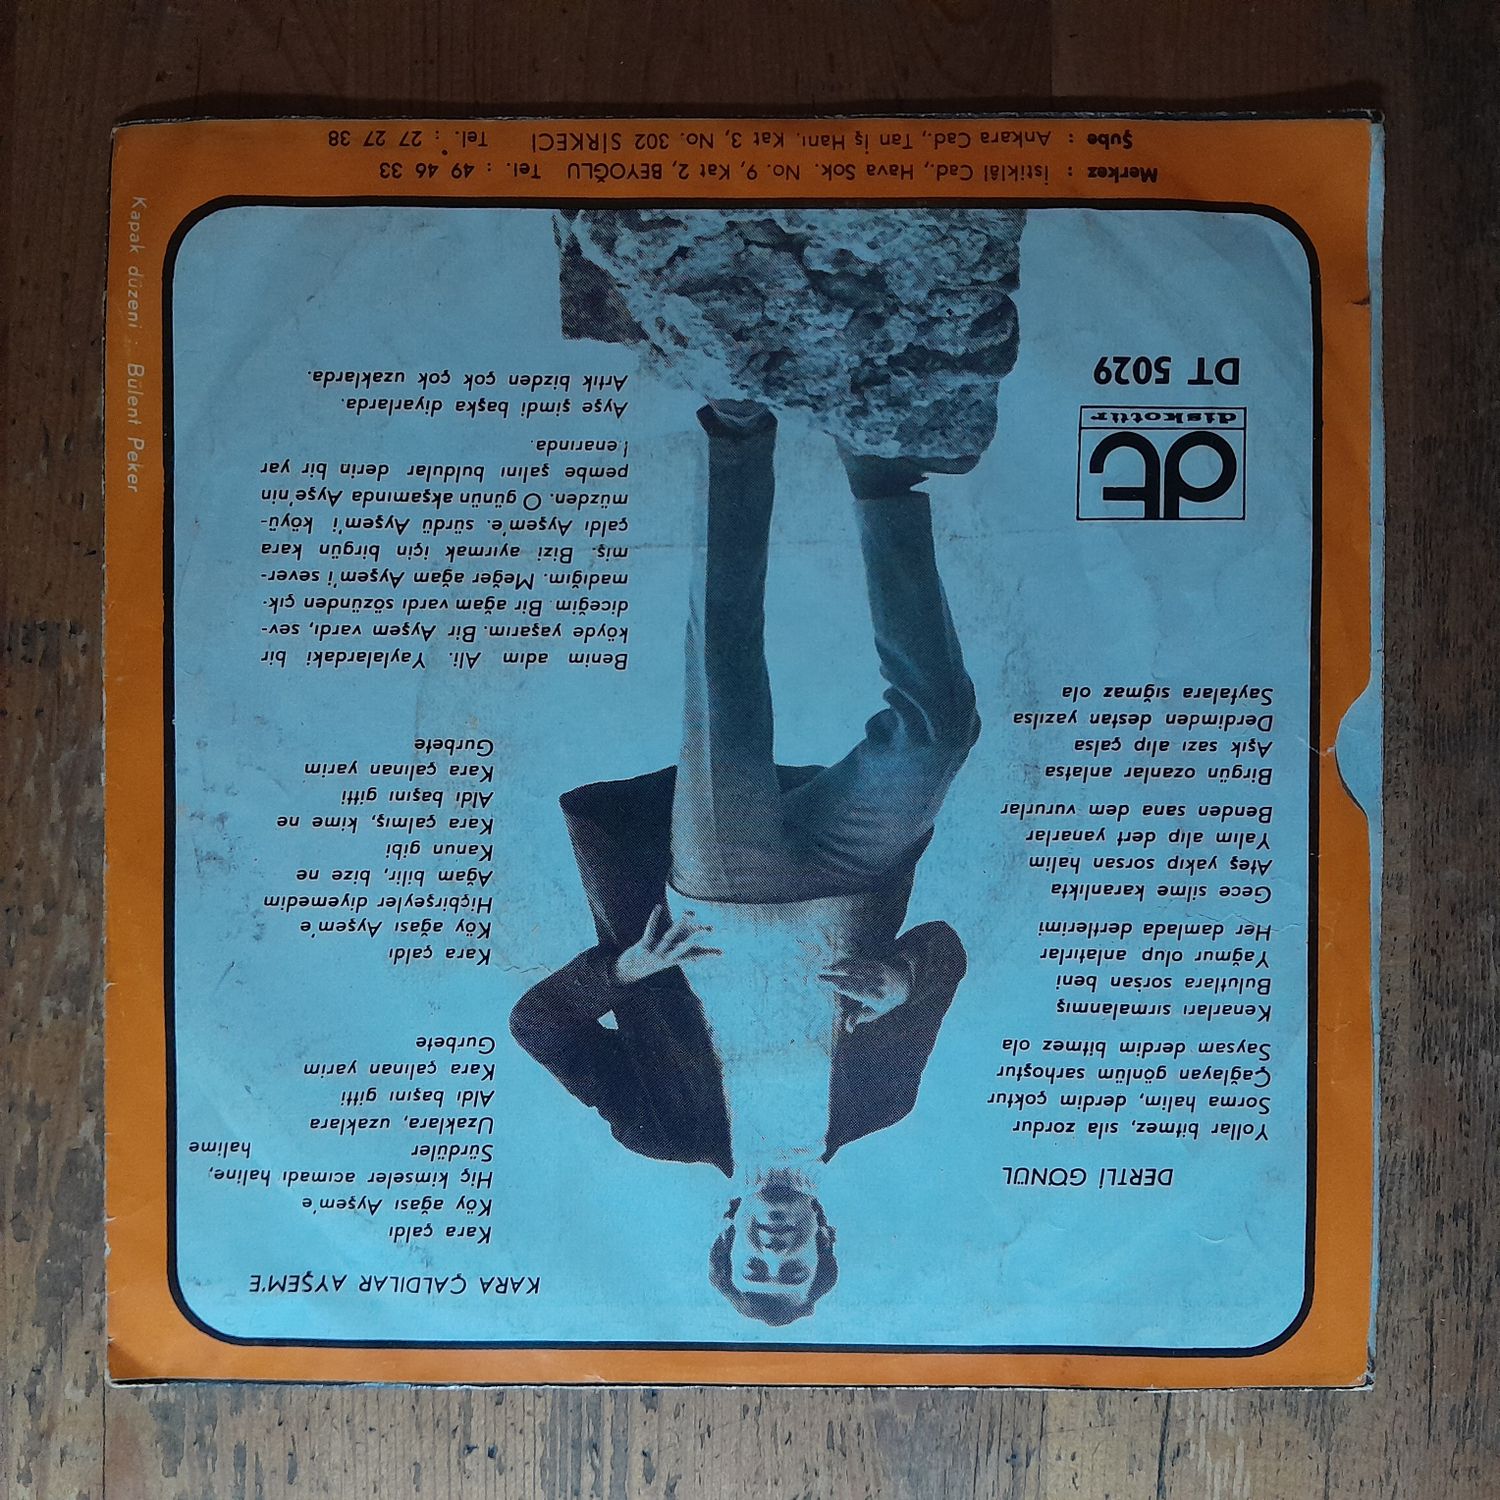 DERTLİ GÖNÜL
Yollar bitmez, sıla zordur
Sorma halim, derdim çoktur
Çağlayan gönlüm sarhoştur
Saysam derdim bitmez ola
Kenarları sırmalanmış
Bulutlara sorsan beni
Yağmur olup anlatırlar
Her damlada dertlerimi
Gece silme karanlıkta
Ateş yakıp sorsan halim
Yalım alıp dert yanarlar
Benden sana dem vururlar
Birgün ozanlar anlatsa
Aşık sazı alıp çalsa
Derdimden destan yazılsa
Sayfalara sığmaz ola
dt
diskotür
DT 5029
KARA ÇALDILAR AYŞEM'E
Kara çaldı
Köy ağası Ayşem'e
Hiç kimseler acımadı haline,
Sürdüler halime
Uzaklara, uzaklara
Aldı başını gitti
Kara çalınan yarim
Gurbete
Kara çaldı
Köy ağası Ayşem'e
Hiçbirşeyler diyemedim
Ağam bilir, bize ne
Kanun gibi
Kara çalmış, kime ne
Aldı başını gitti
Kara çalınan yarim
Gurbete
Benim adım Ali. Yaylalardaki bir
köyde yaşarım. Bir Ayşem vardı, sev-
diceğim. Bir ağam vardı sözünden çık-
madığım. Meğer ağam Ayşem'i sever-
miş. Bizi ayırmak için birgün kara
çaldı Ayşem'e. sürdü Ayşem'i köyü-
müzden. O günün akşamında Ayşe'nin
pembe şalını buldular derin bir yar
enarında.
Ayşe şimdi başka diyarlarda.
Artık bizden çok çok uzaklarda.
Merkez : İstiklâl Cad., Hava Sok. No. 9, Kat 2, BEYOĞLU Tel. : 49 46 33
Şube : Ankara Cad., Tan İş Hanı. Kat 3, No. 302 SİRKECİ Tel. : 27 27 38
Kapak düzeni : Bülent Peker